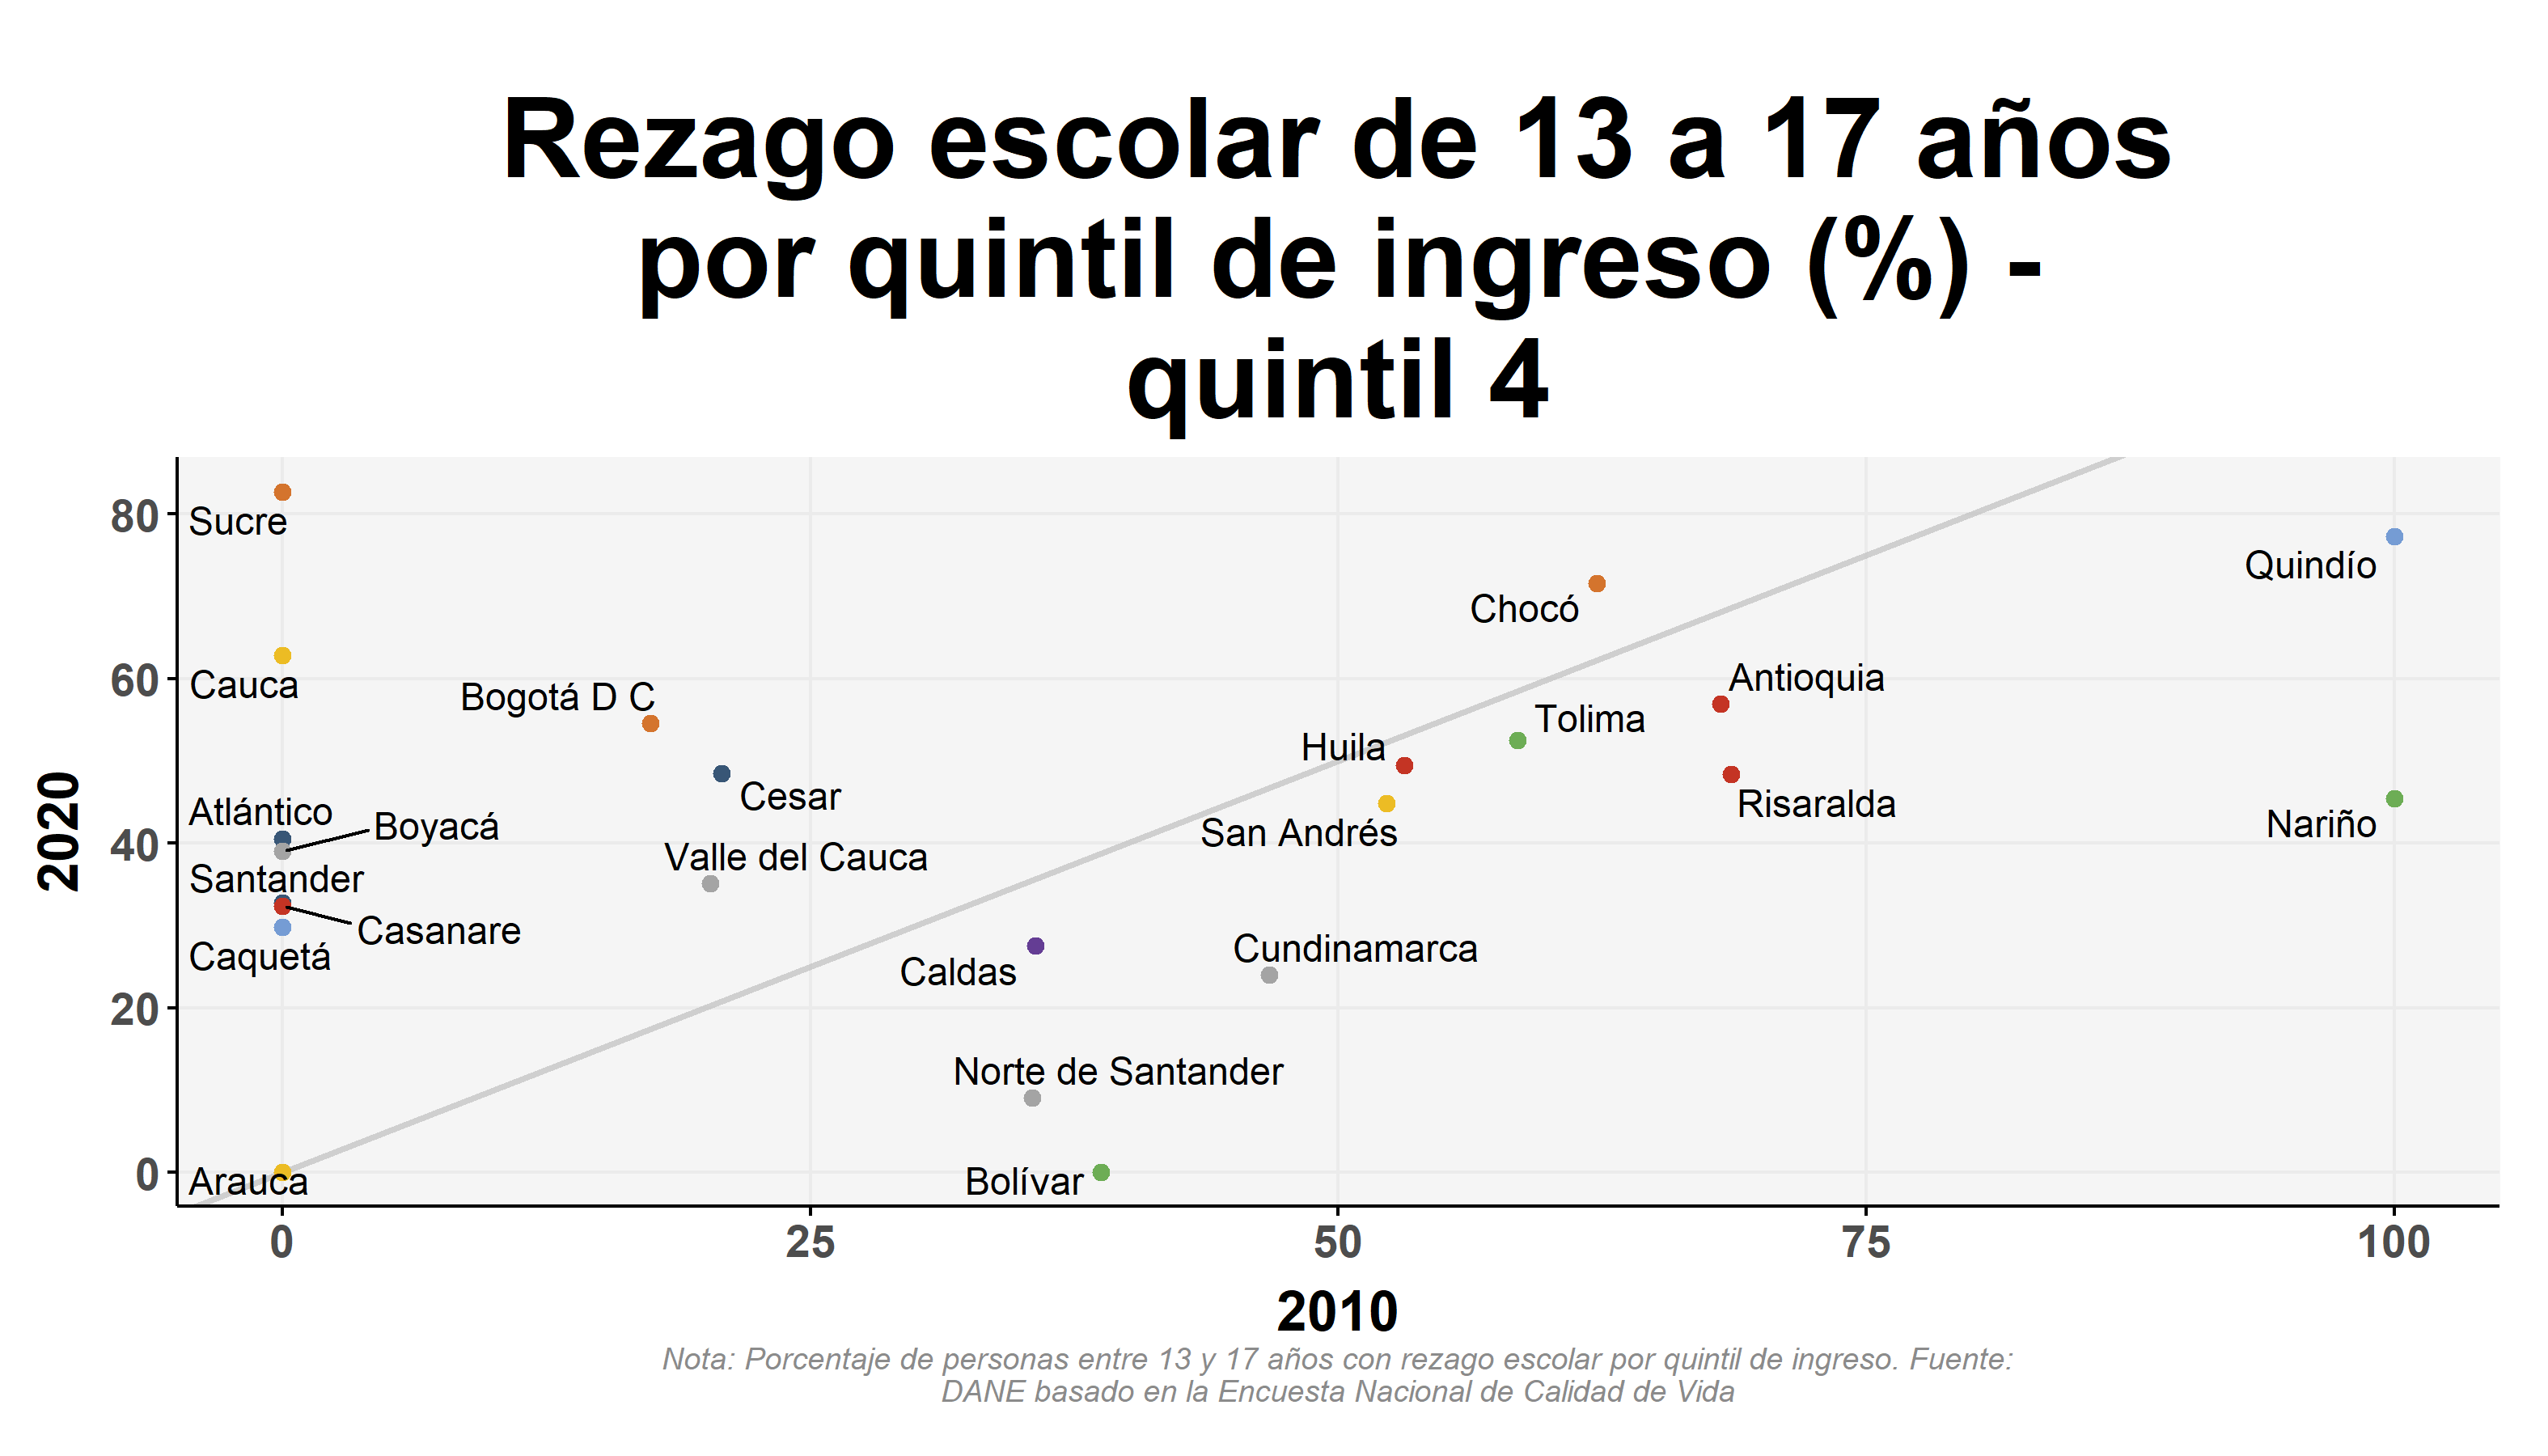 Rezago escolar de 13 a 17 años
por quintil de ingreso (%) -
quintil 4
2020
80
60
40
20
0
Sucre
Quindío
Chocó
Cauca
Bogotá D C
Antioquia
Tolima
Huila
Cesar
Risaralda
Atlántico
Boyacá
San Andrés
Nariño
Valle del Cauca
Santander
Casanare
Caquetá
Caldas
Cundinamarca
Norte de Santander
Arauca
Bolívar
0 25 50 75 100
2010
Nota: Porcentaje de personas entre 13 y 17 años con rezago escolar por quintil de ingreso. Fuente:
DANE basado en la Encuesta Nacional de Calidad de Vida